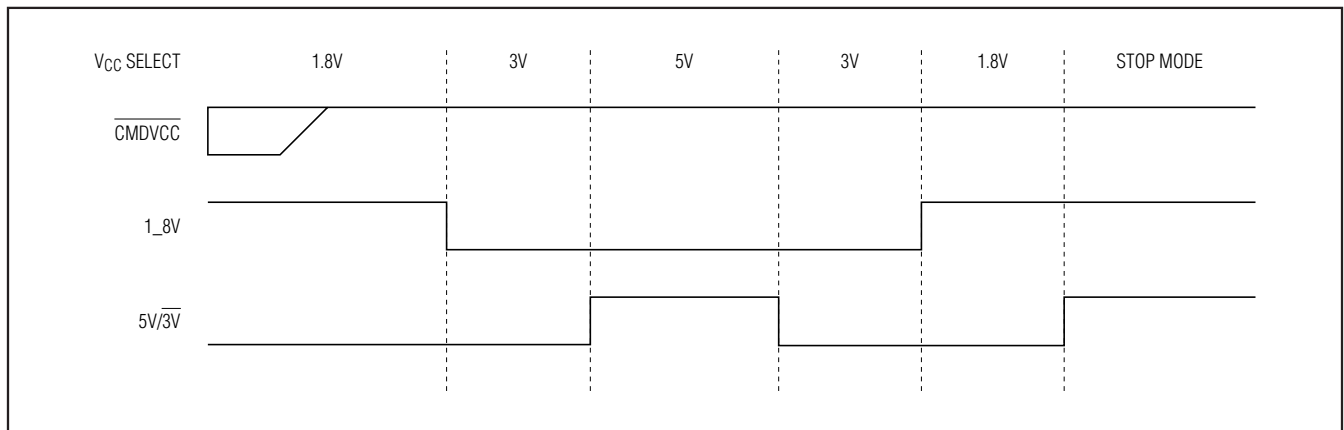 VCC SELECT 1.8V 3V 5V 3V 1.8V STOP MODE
CMDVCC
1_8V
5V/3V